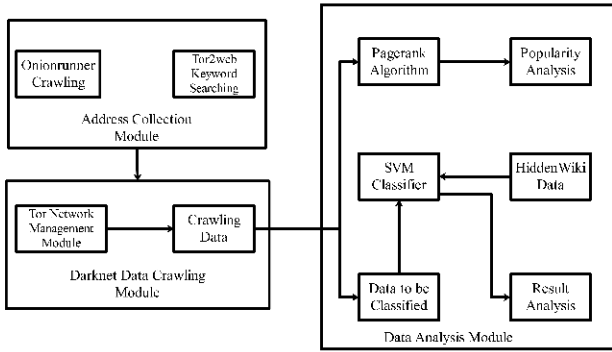 Onionrunner
Crawling
Tor2web
Keyword
Searching
Address Collection
Module
Tor Network
Management
Module
Crawling
Data
Darknet Data Crawling
Module
Pagerank
Algorithm
Popularity
Analysis
SVM
Classifier
HiddenWiki
Data
Data to be
Classified
Result
Analysis
Data Analysis Module